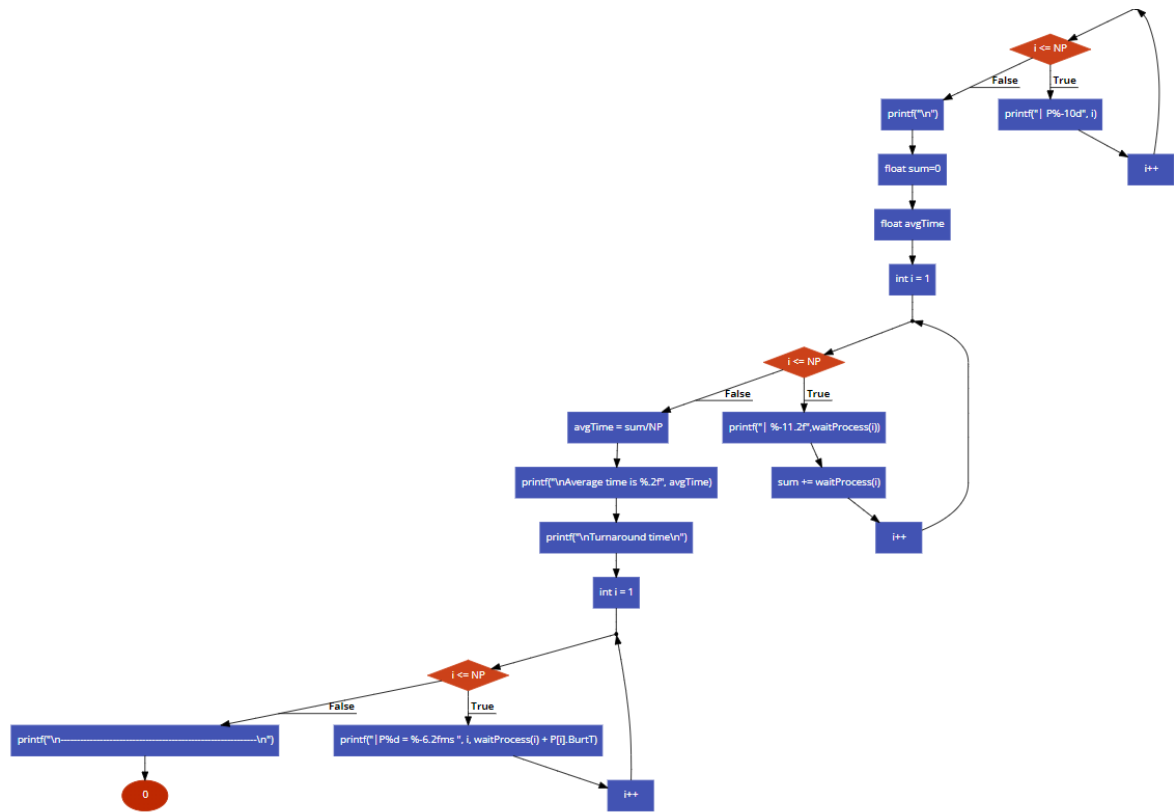 i <= NP
False
True
printf("\n")
printf("| P%-10d", i)
float sum=0
i++
float avgTime
int i = 1
i <= NP
False
True
avgTime = sum/NP
printf("| %-11.2f",waitProcess(i))
printf("\nAverage time is %.2f", avgTime)
sum += waitProcess(i)
printf("\nTurnaround time\n")
i++
int i = 1
i <= NP
False
True
printf("\n----------------------------------------------------------------\n")
printf("|P%d = %-6.2fms ", i, waitProcess(i) + P[i].BurtT)
0
i++